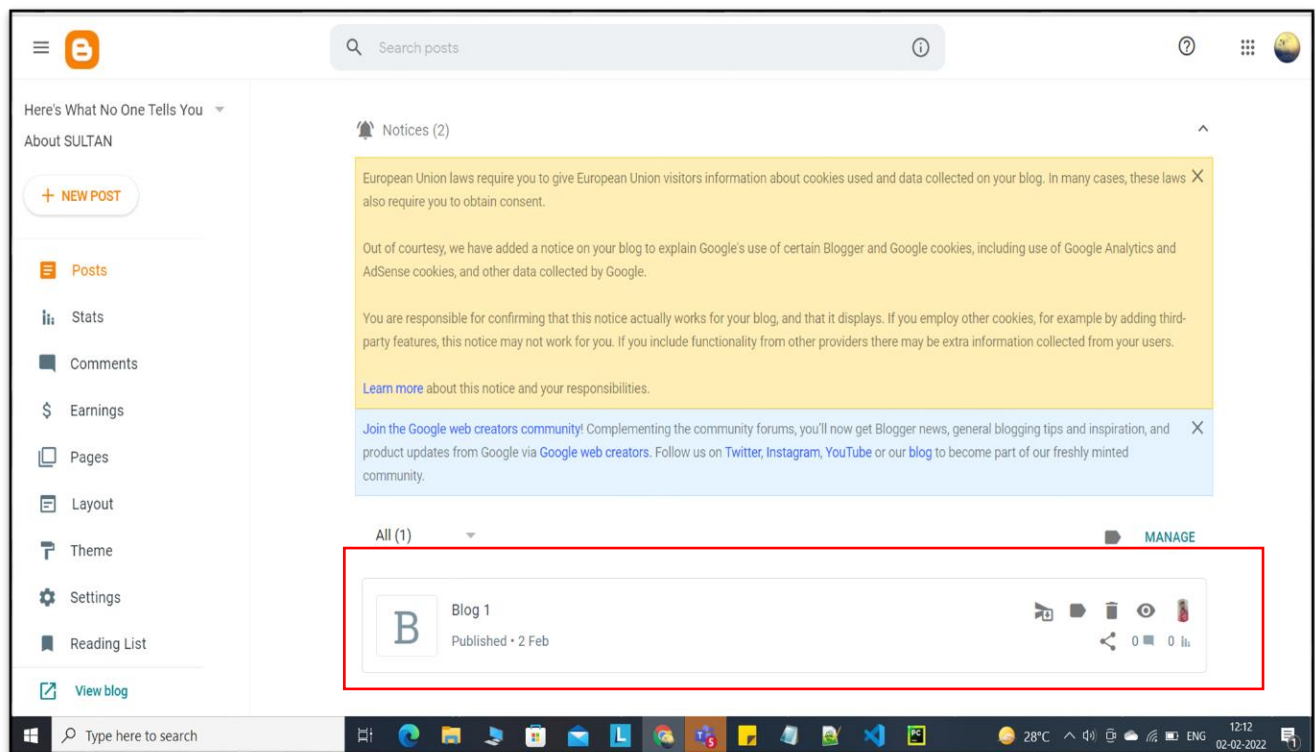 Search posts
Here's What No One Tells You
About SULTAN
+ NEW POST
Posts
Stats
Comments
$ Earnings
Pages
Layout
Theme
Settings
Reading List
View blog
Notices (2)
European Union laws require you to give European Union visitors information about cookies used and data collected on your blog. In many cases, these laws
also require you to obtain consent.
Out of courtesy, we have added a notice on your blog to explain Google's use of certain Blogger and Google cookies, including use of Google Analytics and
AdSense cookies, and other data collected by Google.
You are responsible for confirming that this notice actually works for your blog, and that it displays. If you employ other cookies, for example by adding third-
party features, this notice may not work for you. If you include functionality from other providers there may be extra information collected from your users.
Learn more about this notice and your responsibilities.
Join the Google web creators community! Complementing the community forums, you'll now get Blogger news, general blogging tips and inspiration, and
product updates from Google via Google web creators. Follow us on Twitter, Instagram, YouTube or our blog to become part of our freshly minted
community.
All (1)
MANAGE
B
Blog 1
Published • 2 Feb
0 0
Type here to search
L
28°C ENG
12:12
02-02-2022